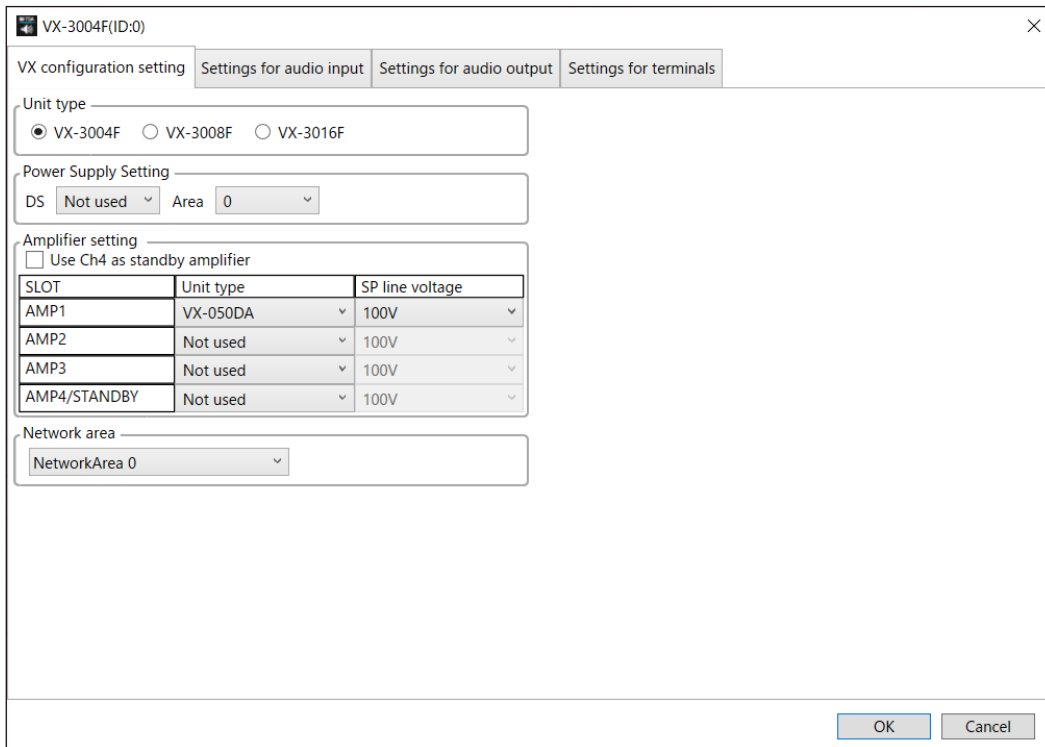 VX-3004F(ID:0)
VX configuration setting Settings for audio input Settings for audio output Settings for terminals
Unit type
VX-3004F VX-3008F VX-3016F
Power Supply Setting
DS Not used Area 0
Amplifier setting
Use Ch4 as standby amplifier
SLOT Unit type SP line voltage
AMP1 VX-050DA 100V
AMP2 Not used 100V
AMP3 Not used 100V
AMP4/STANDBY Not used 100V
Network area
NetworkArea 0
OK Cancel